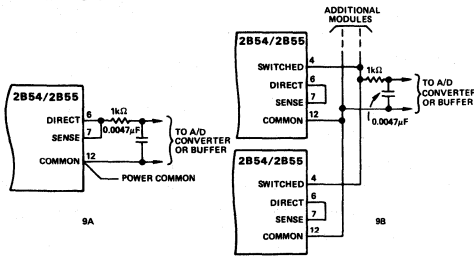 ADDITIONAL
MODULES
2B54/2B55
SWITCHED 4
DIRECT 6
SENSE 7
COMMON 12
1kΩ
0.0047μF
TO A/D
CONVERTER
OR BUFFER
2B54/2B55
DIRECT 6
SENSE 7
COMMON 12
1kΩ
0.0047μF
TO A/D
CONVERTER
OR BUFFER
POWER COMMON
9A
2B54/2B55
SWITCHED 4
DIRECT 6
SENSE 7
COMMON 12
9B